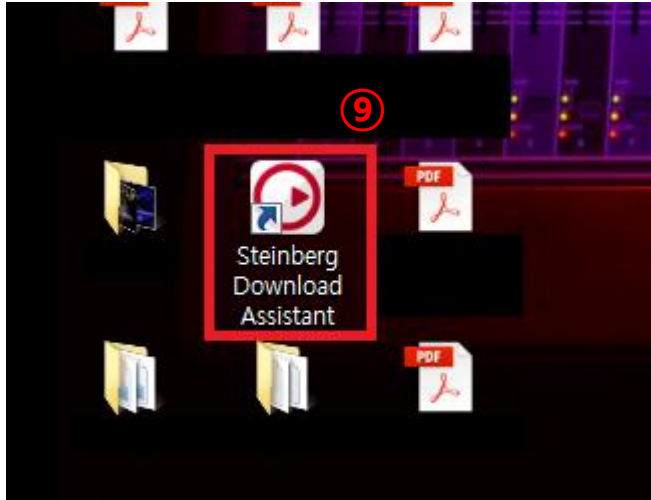 ⑨
PDF
Steinberg
Download
Assistant
PDF